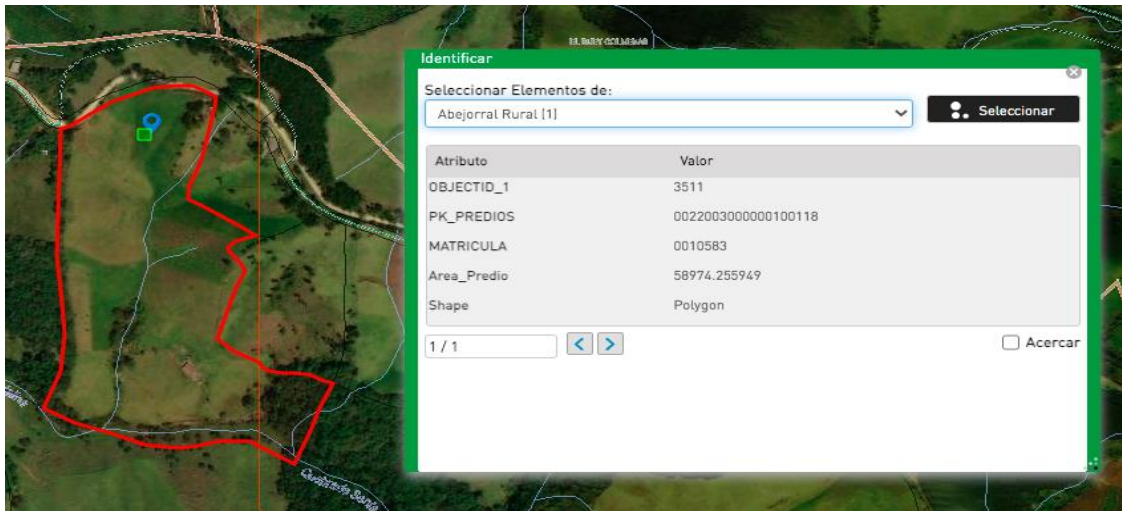 Identificar
Seleccionar Elementos de:
Abejorral Rural [1]
Seleccionar
Atributo Valor
OBJECTID_1 3511
PK_PREDIOS 0022003000000100118
MATRICULA 0010583
Area_Predio 58974.255949
Shape Polygon
1 / 1
< >
Acercar
Quebrada